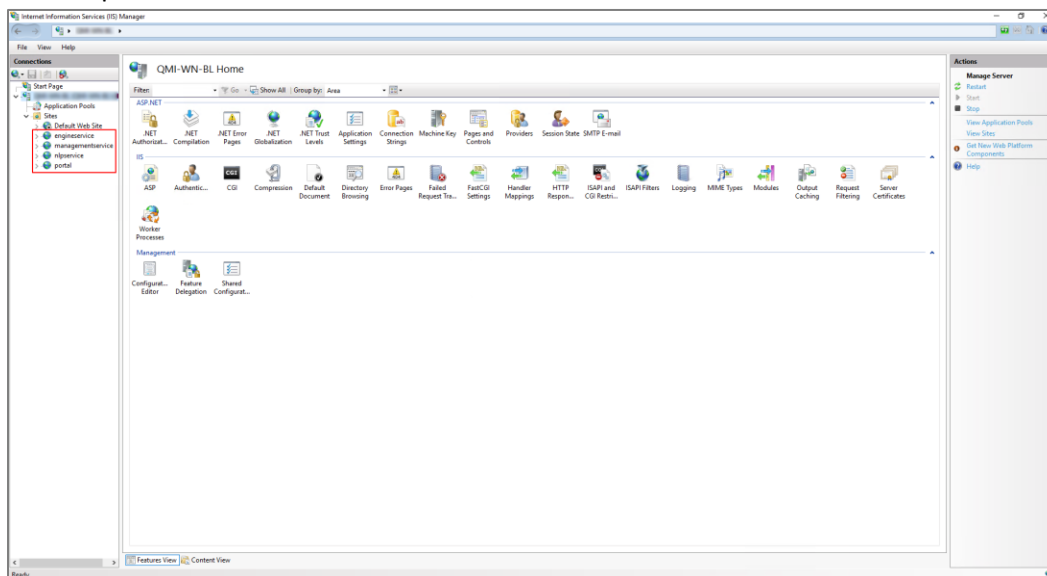 Internet Information Services (IIS) Manager
File View Help
Connections
Start Page
Application Pools
Sites
Default Web Site
engineservice
managementservice
nlpservice
portal
QMI-WN-BL Home
Filter: Go Show All Group by: Area
ASP.NET
.NET Authorizat...
.NET Compilation
.NET Error Pages
.NET Globalization
.NET Trust Levels
Application Settings
Connection Strings
Machine Key
Pages and Controls
Providers
Session State
SMTP E-mail
IIS
ASP
Authentic...
CGI
CGI
Compression
Default Document
Directory Browsing
Error Pages
Failed Request Tra...
FastCGI Settings
Handler Mappings
HTTP Respon...
ISAPI and CGI Restri...
ISAPI Filters
Logging
MIME Types
Modules
Output Caching
Request Filtering
Server Certificates
Worker Processes
Management
Configurat... Editor
Feature Delegation
Shared Configurat...
Features View Content View
Actions
Manage Server
Restart
Start
Stop
View Application Pools
View Sites
Get New Web Platform
Components
Help
Ready